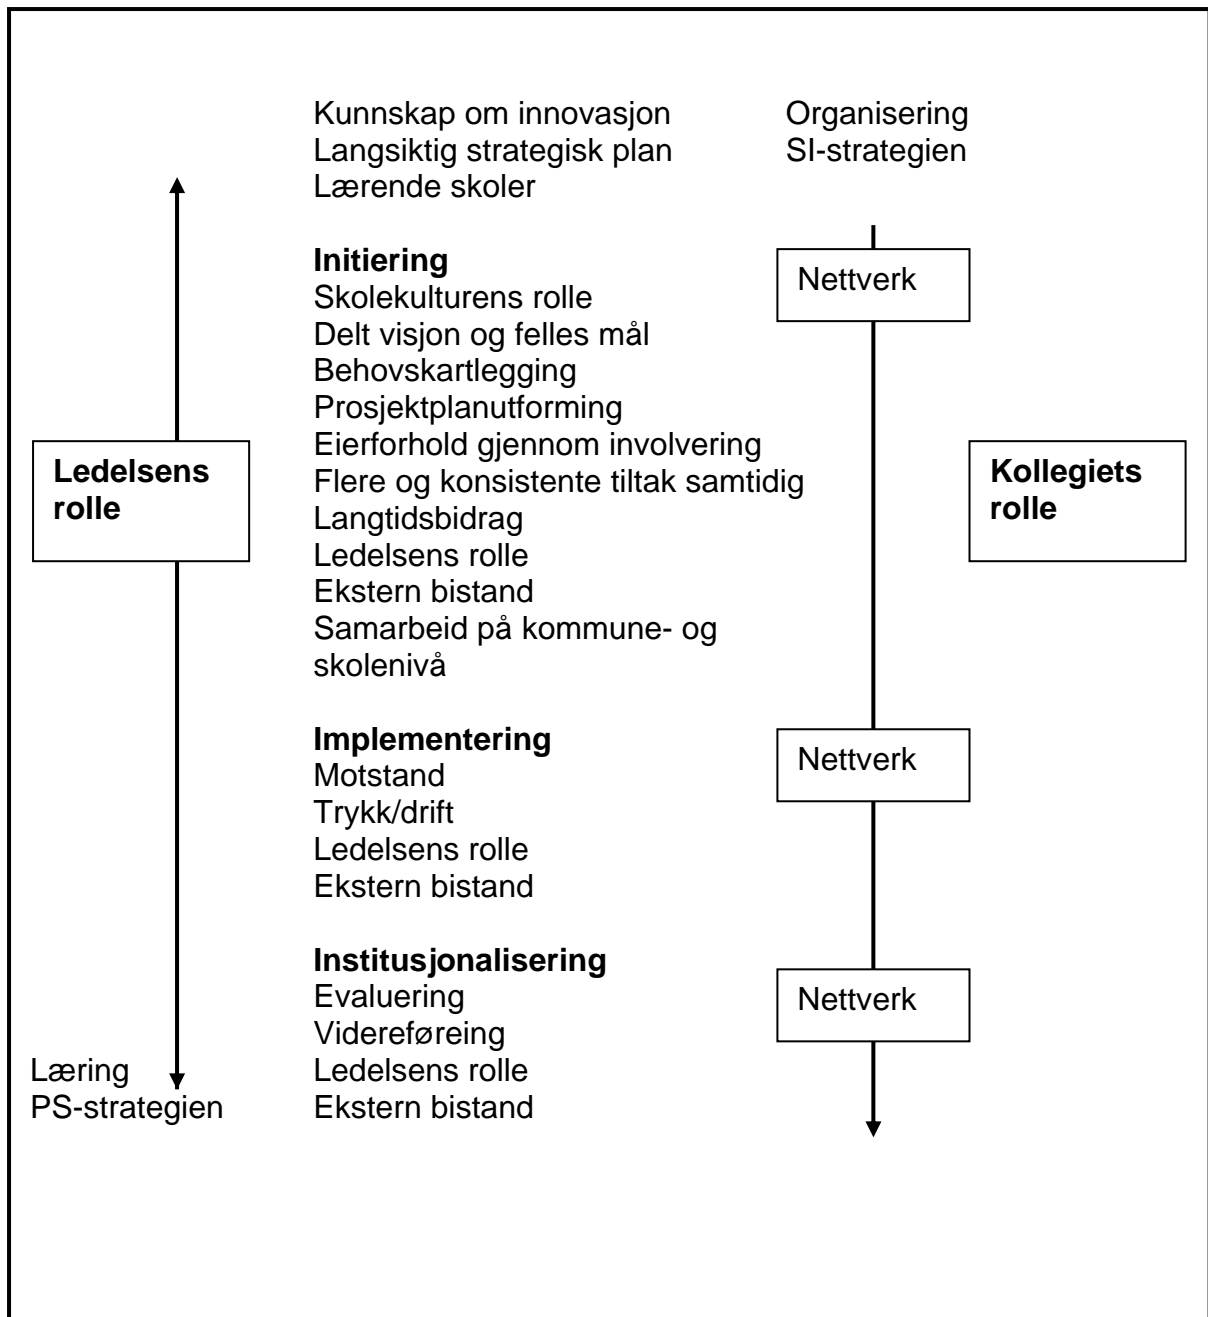 Kunnskap om innovasjon
Langsiktig strategisk plan
Lærende skoler
Organisering
SI-strategien
Initiering
Skolekulturens rolle
Delt visjon og felles mål
Behovskartlegging
Prosjektplanutforming
Eierforhold gjennom involvering
Flere og konsistente tiltak samtidig
Langtidsbidrag
Ledelsens rolle
Ekstern bistand
Samarbeid på kommune- og
skolenivå
Nettverk
Ledelsens
rolle
Kollegiets
rolle
Implementering
Motstand
Trykk/drift
Ledelsens rolle
Ekstern bistand
Nettverk
Institusjonalisering
Evaluering
Videreføreing
Ledelsens rolle
Ekstern bistand
Nettverk
Læring
PS-strategien